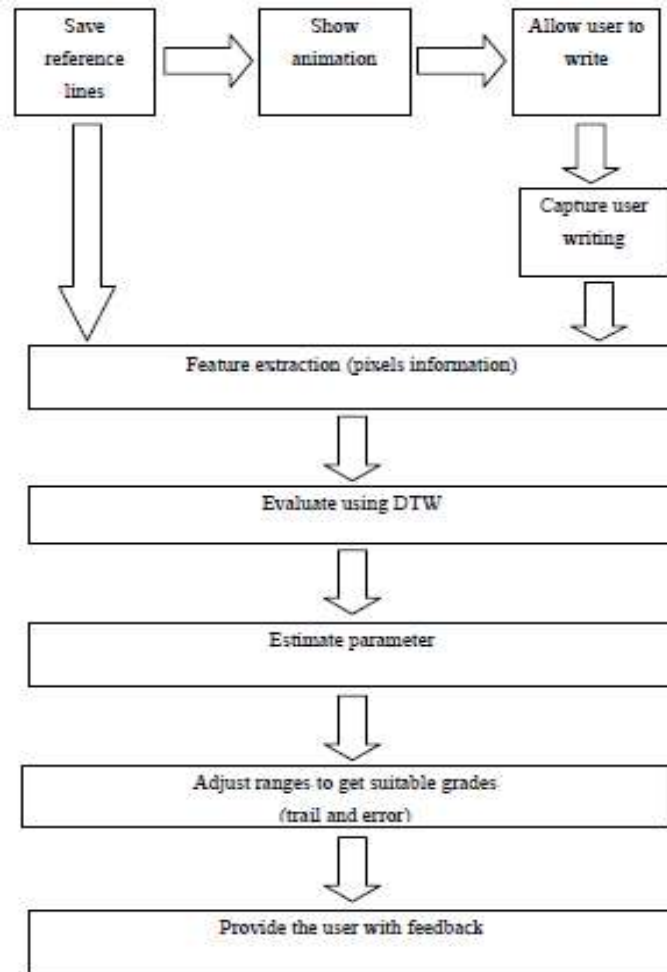 Save
reference
lines
Show
animation
Allow user to
write
Capture user
writing
Feature extraction (pixels information)
Evaluate using DTW
Estimate parameter
Adjust ranges to get suitable grades
(trail and error)
Provide the user with feedback